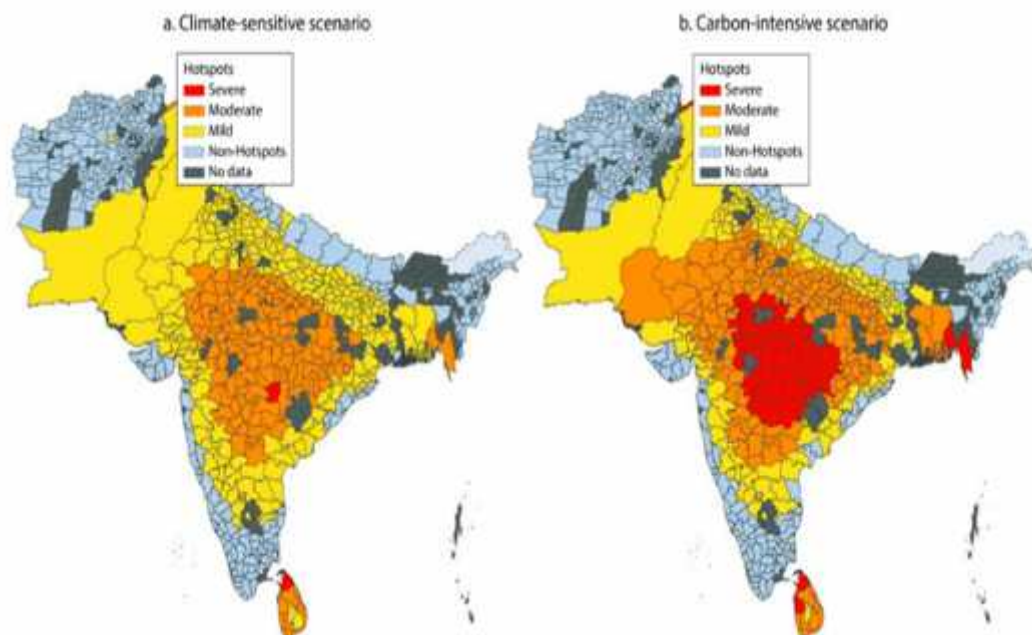 a. Climate-sensitive scenario
Hotspots
Severe
Moderate
Mild
Non-Hotspots
No data
b. Carbon-intensive scenario
Hotspots
Severe
Moderate
Mild
Non-Hotspots
No data